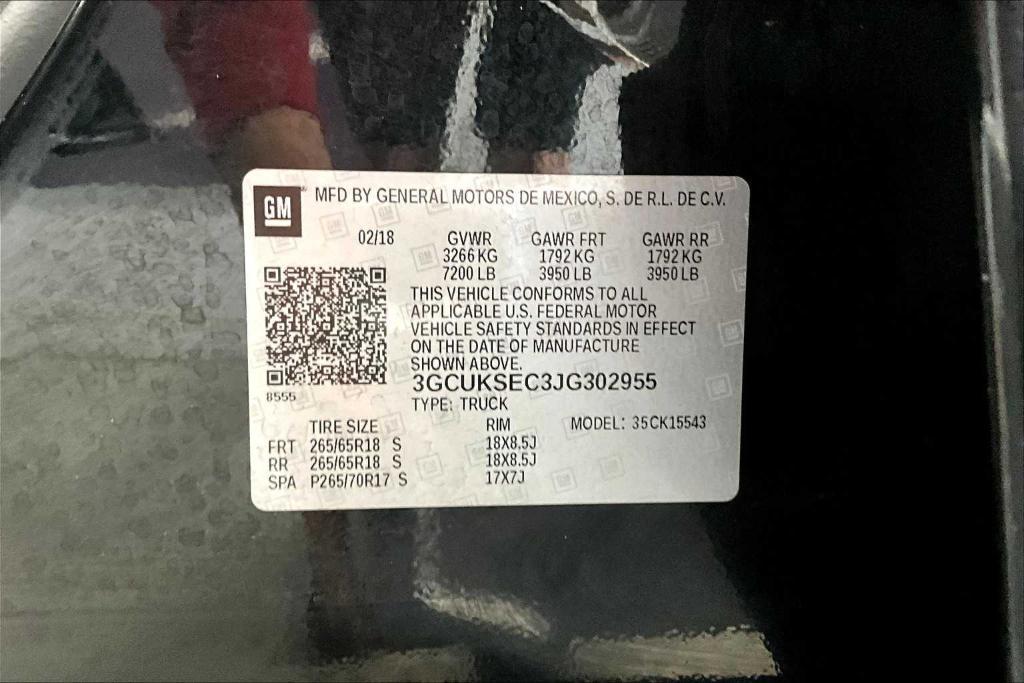 GM MFD BY GENERAL MOTORS DE MEXICO, S. DE R.L. DE C.V.
02/18 GVWR GAWR FRT GAWR RR
3266 KG 1792 KG 1792 KG
7200 LB 3950 LB 3950 LB
THIS VEHICLE CONFORMS TO ALL
APPLICABLE U.S. FEDERAL MOTOR
VEHICLE SAFETY STANDARDS IN EFFECT
ON THE DATE OF MANUFACTURE
SHOWN ABOVE.
3GCUKSEC3JG302955
8555
TYPE: TRUCK
TIRE SIZE RIM MODEL: 35CK15543
FRT 265/65R18 S 18X8.5J
RR 265/65R18 S 18X8.5J
SPA P265/70R17 S 17X7J